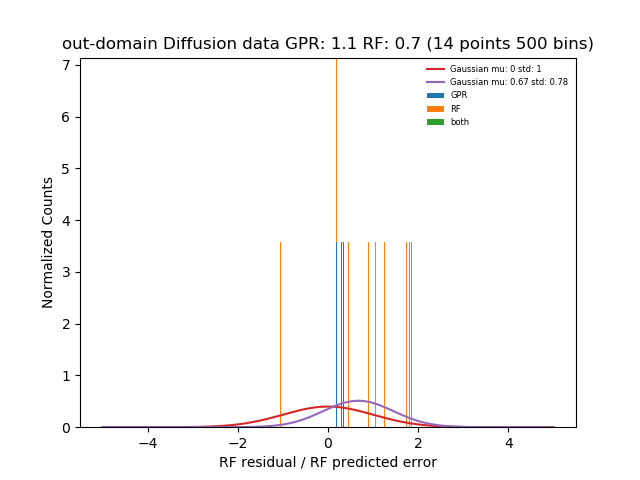 out-domain Diffusion data GPR: 1.1 RF: 0.7 (14 points 500 bins)
Gaussian mu: 0 std: 1
Gaussian mu: 0.67 std: 0.78
GPR
RF
both
7
6
5
4
3
2
1
0
Normalized Counts
−4
−2
0
2
4
RF residual / RF predicted error